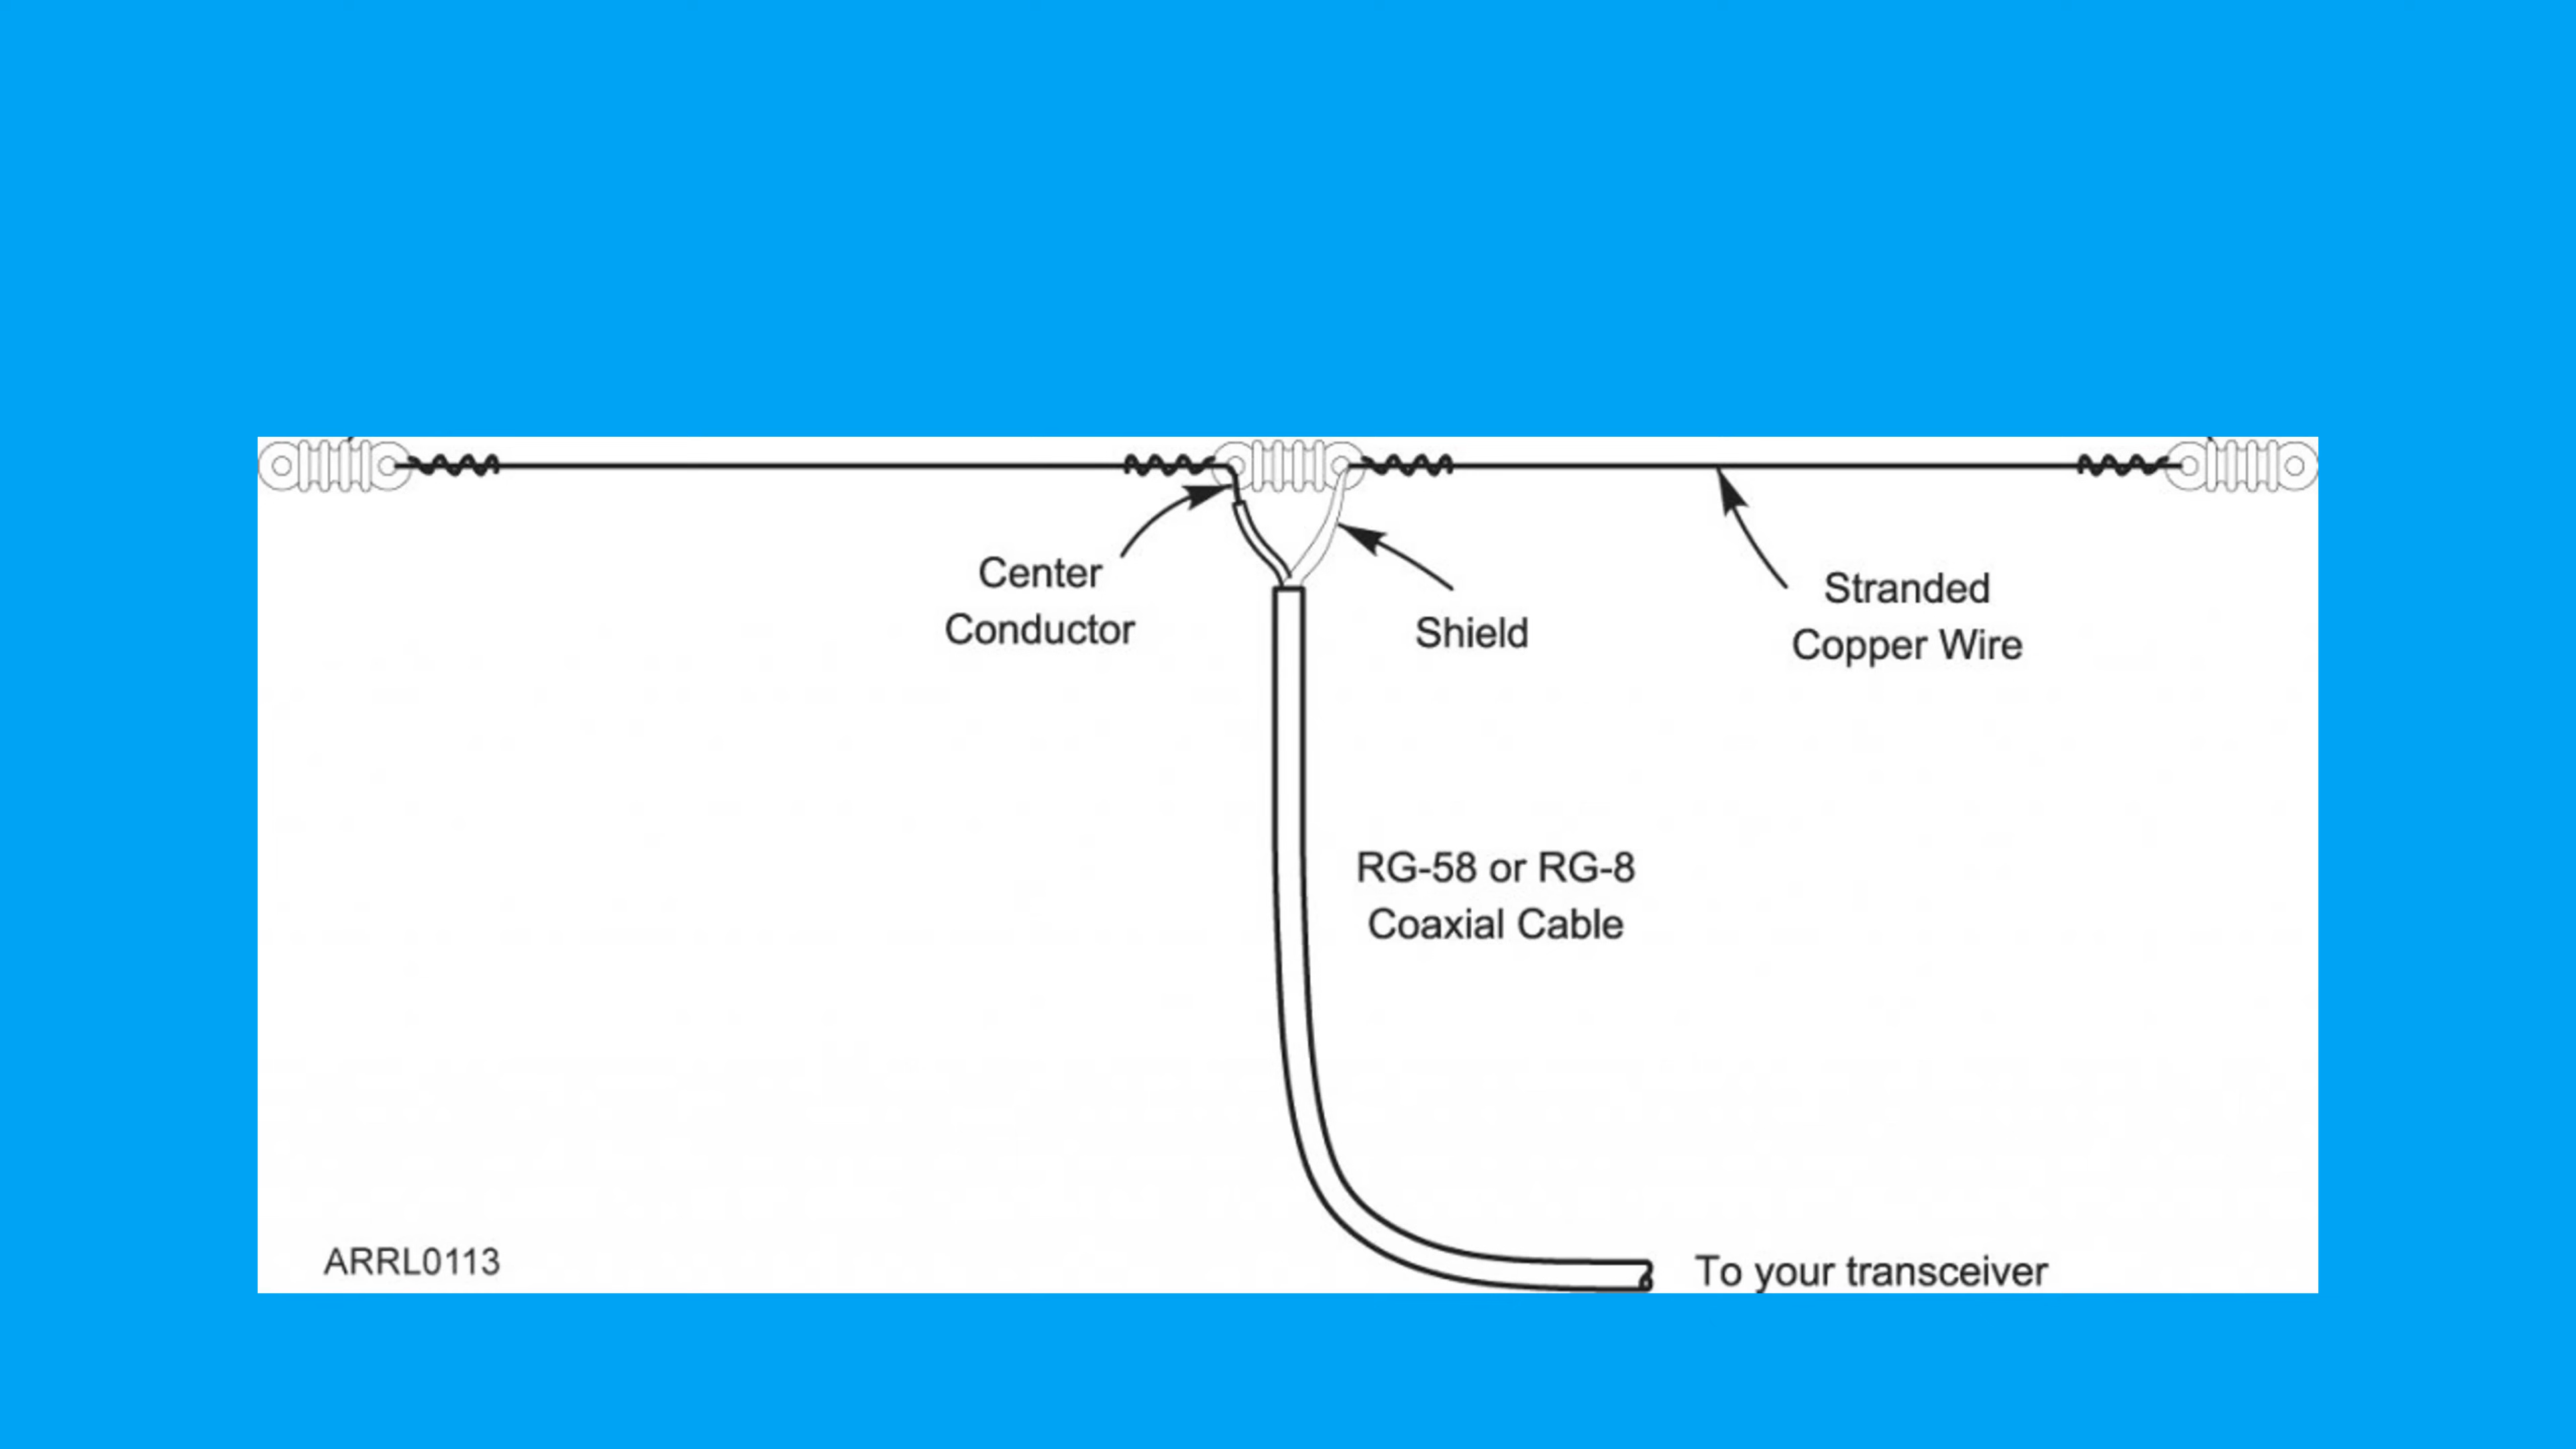 Center
Conductor
Shield
Stranded
Copper Wire
RG-58 or RG-8
Coaxial Cable
ARRL0113
To your transceiver